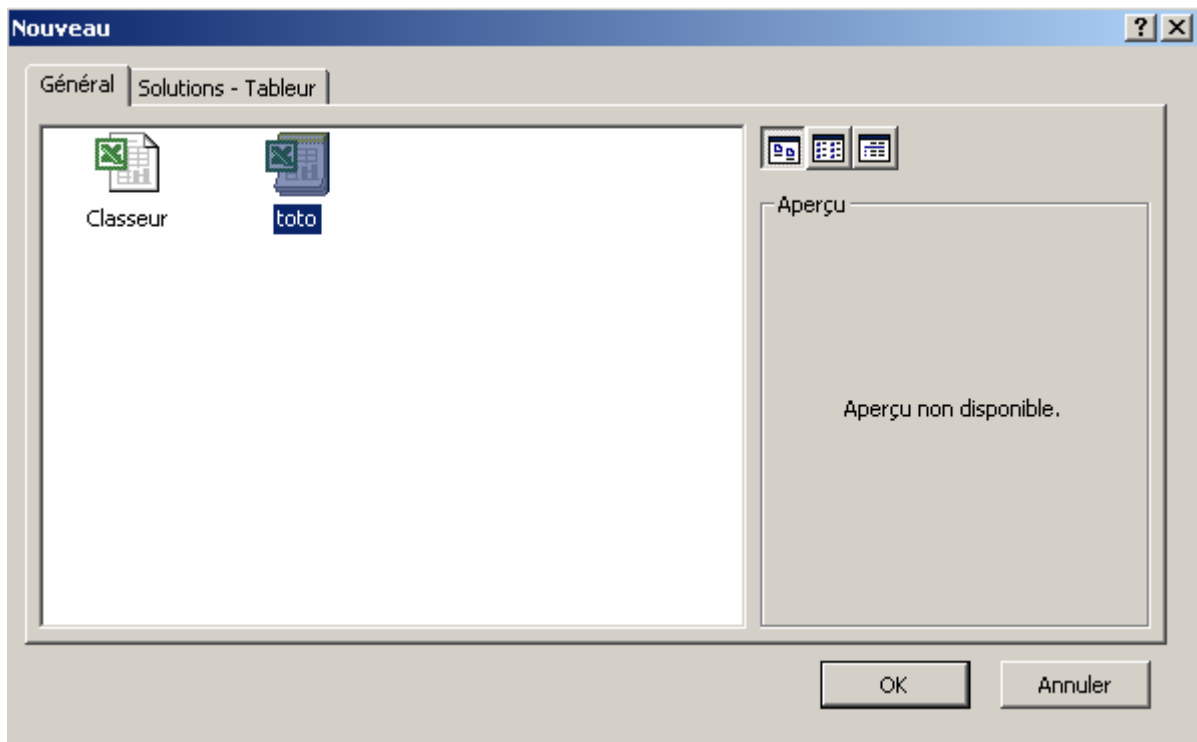 Nouveau
Général
Solutions - Tableur
Classeur
toto
Aperçu
Aperçu non disponible.
OK
Annuler